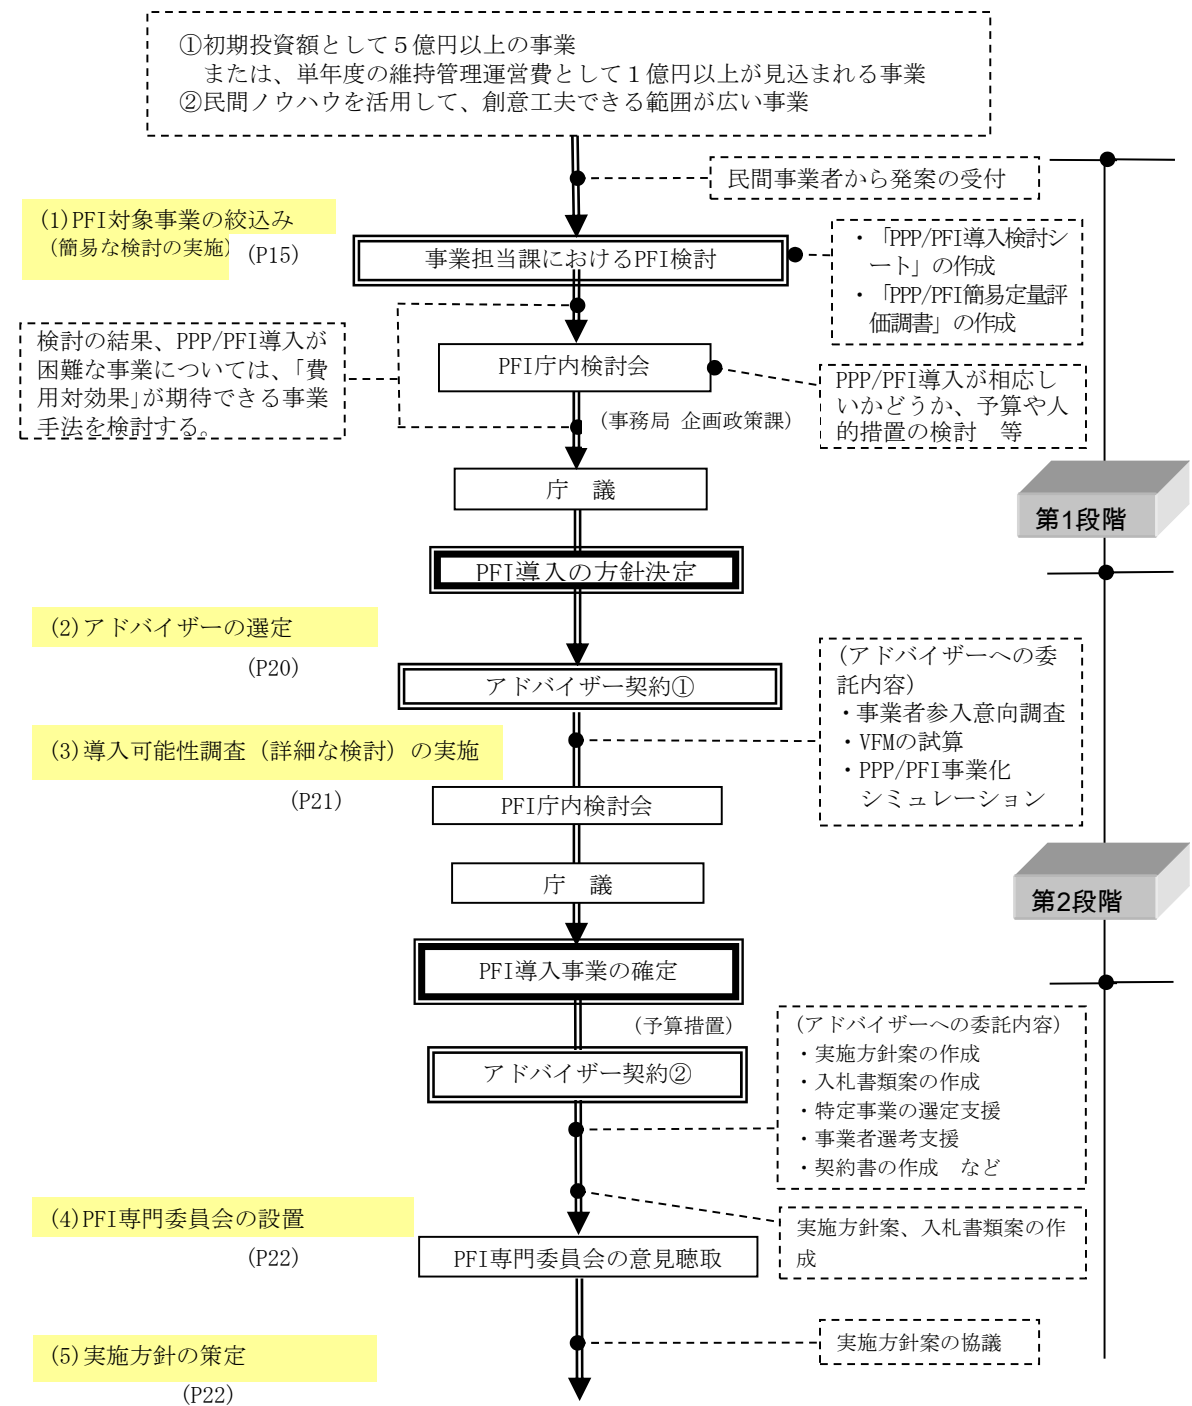 ①初期投資額として５億円以上の事業
または、単年度の維持管理運営費として１億円以上が見込まれる事業
②民間ノウハウを活用して、創意工夫できる範囲が広い事業
民間事業者から発案の受付
(1)PFI対象事業の絞込み
(簡易な検討の実施)
(P15)
事業担当課におけるPFI検討
・「PPP/PFI導入検討シ
ート」の作成
・「PPP/PFI簡易定量評
価調書」の作成
検討の結果、PPP/PFI導入が
困難な事業については、「費
用対効果」が期待できる事業
手法を検討する。
PFI庁内検討会
(事務局 企画政策課)
PPP/PFI導入が相応し
いかどうか、予算や人
的措置の検討　等
庁　議
第1段階
PFI導入の方針決定
(2)アドバイザーの選定
(P20)
アドバイザー契約①
(アドバイザーへの委
託内容)
・事業者参入意向調査
・VFMの試算
・PPP/PFI事業化
シミュレーション
(3)導入可能性調査(詳細な検討)の実施
(P21)
PFI庁内検討会
庁　議
第2段階
PFI導入事業の確定
(予算措置)
アドバイザー契約②
(アドバイザーへの委託内容)
・実施方針案の作成
・入札書類案の作成
・特定事業の選定支援
・事業者選考支援
・契約書の作成　など
(4)PFI専門委員会の設置
(P22)
実施方針案、入札書類案の作
成
PFI専門委員会の意見聴取
(5)実施方針の策定
(P22)
実施方針案の協議